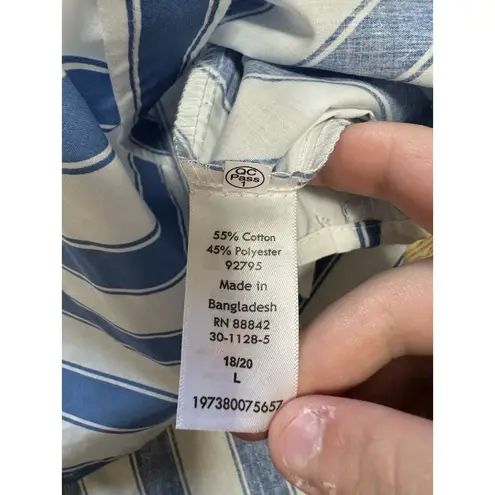 QC
Pass
1
55% Cotton
45% Polyester
92795
Made in
Bangladesh
RN 88842
30-1128-5
18/20
L
197380075657